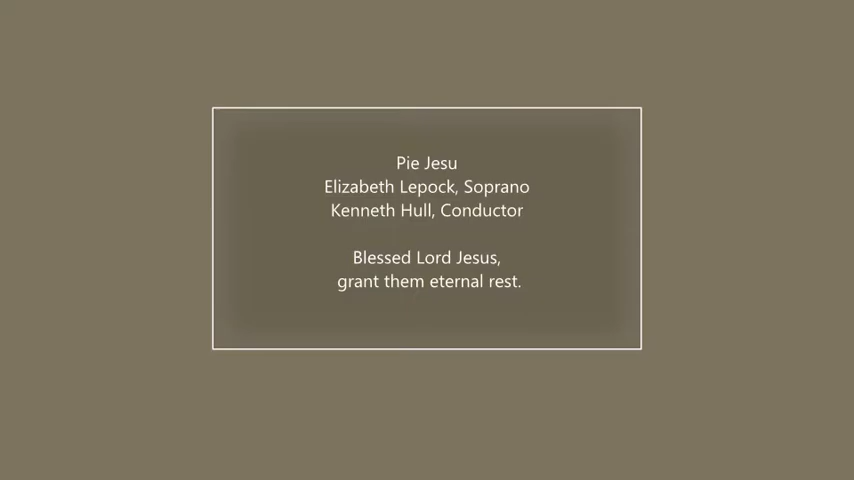 Pie Jesu
Elizabeth Lepock, Soprano
Kenneth Hull, Conductor
Blessed Lord Jesus,
grant them eternal rest.